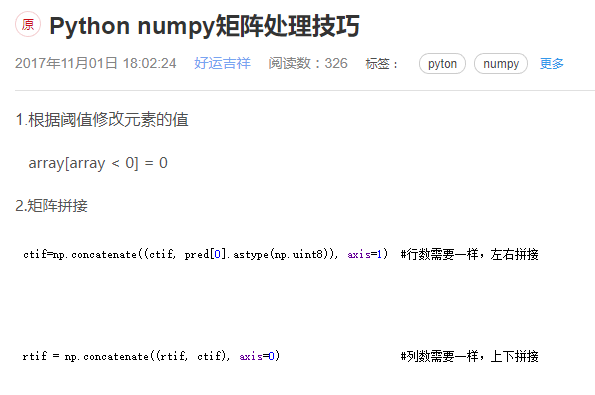 原 Python numpy矩阵处理技巧
2017年11月01日 18:02:24 好运吉祥 阅读数：326 标签： pyton numpy 更多
1.根据阈值修改元素的值
array[array < 0] = 0
2.矩阵拼接
ctif=np.concatenate((ctif, pred[0].astype(np.uint8)), axis=1) #行数需要一样，左右拼接
rtif = np.concatenate((rtif, ctif), axis=0) #列数需要一样，上下拼接